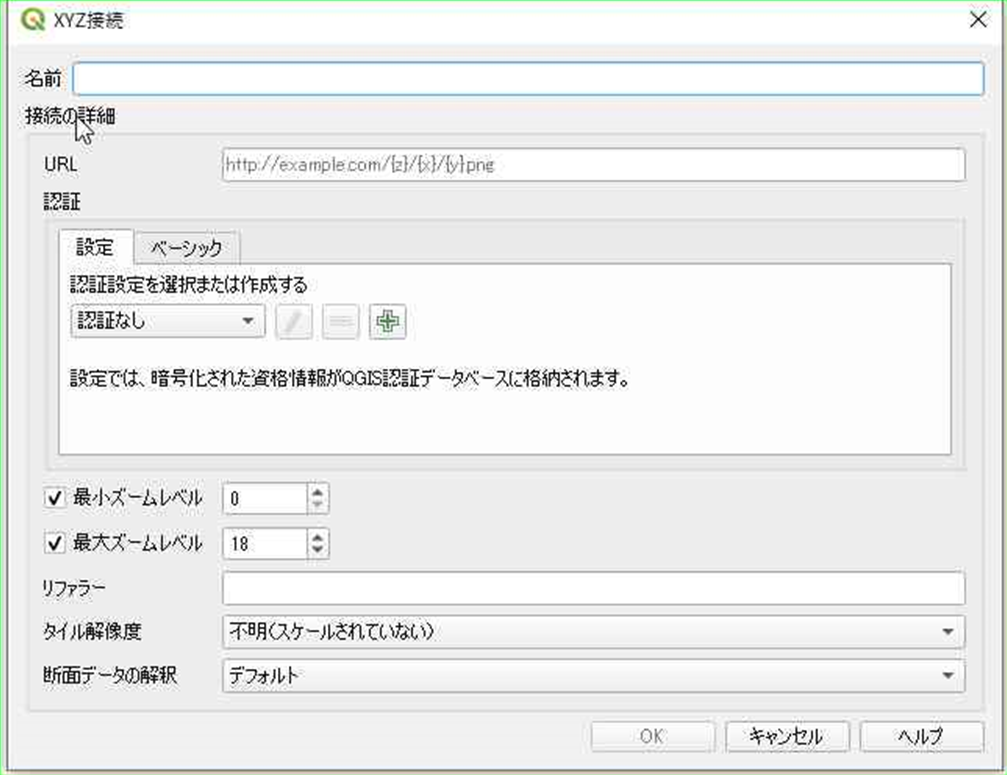 XYZ接続
名前
接続の詳細
URL http://example.com/{z}/{x}/{y}.png
認証
設定 ベーシック
認証設定を選択または作成する
認証なし
設定では、暗号化された資格情報がQGIS認証データベースに格納されます。
最小ズームレベル 0
最大ズームレベル 18
リファラー
タイル解像度 不明(スケールされていない)
断面データの解釈 デフォルト
OK キャンセル ヘルプ